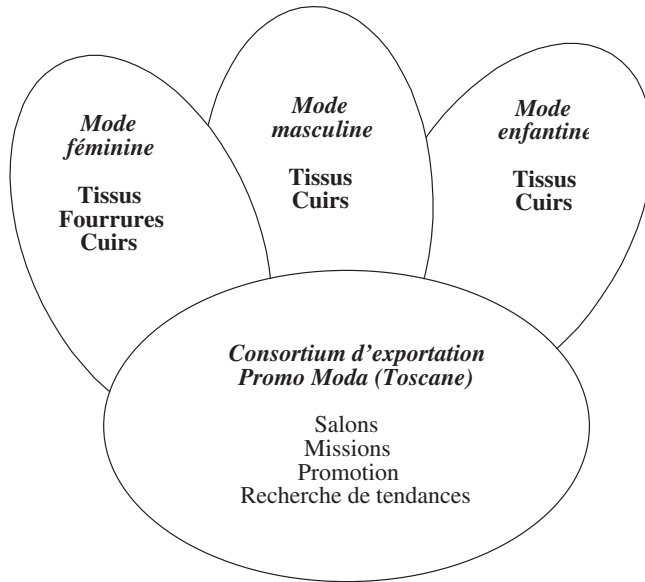 Mode
féminine
Tissus
Fourrures
Cuirs
Mode
masculine
Tissus
Cuirs
Mode
enfantine
Tissus
Cuirs
Consortium d'exportation
Promo Moda (Toscane)
Salons
Missions
Promotion
Recherche de tendances